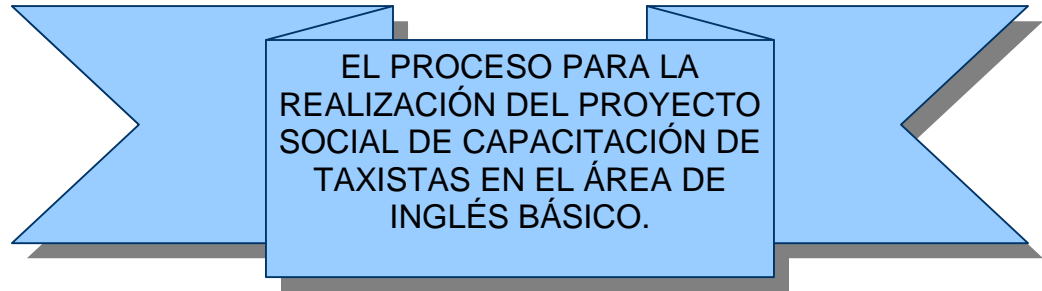 EL PROCESO PARA LA
REALIZACIÓN DEL PROYECTO
SOCIAL DE CAPACITACIÓN DE
TAXISTAS EN EL ÁREA DE
INGLÉS BÁSICO.